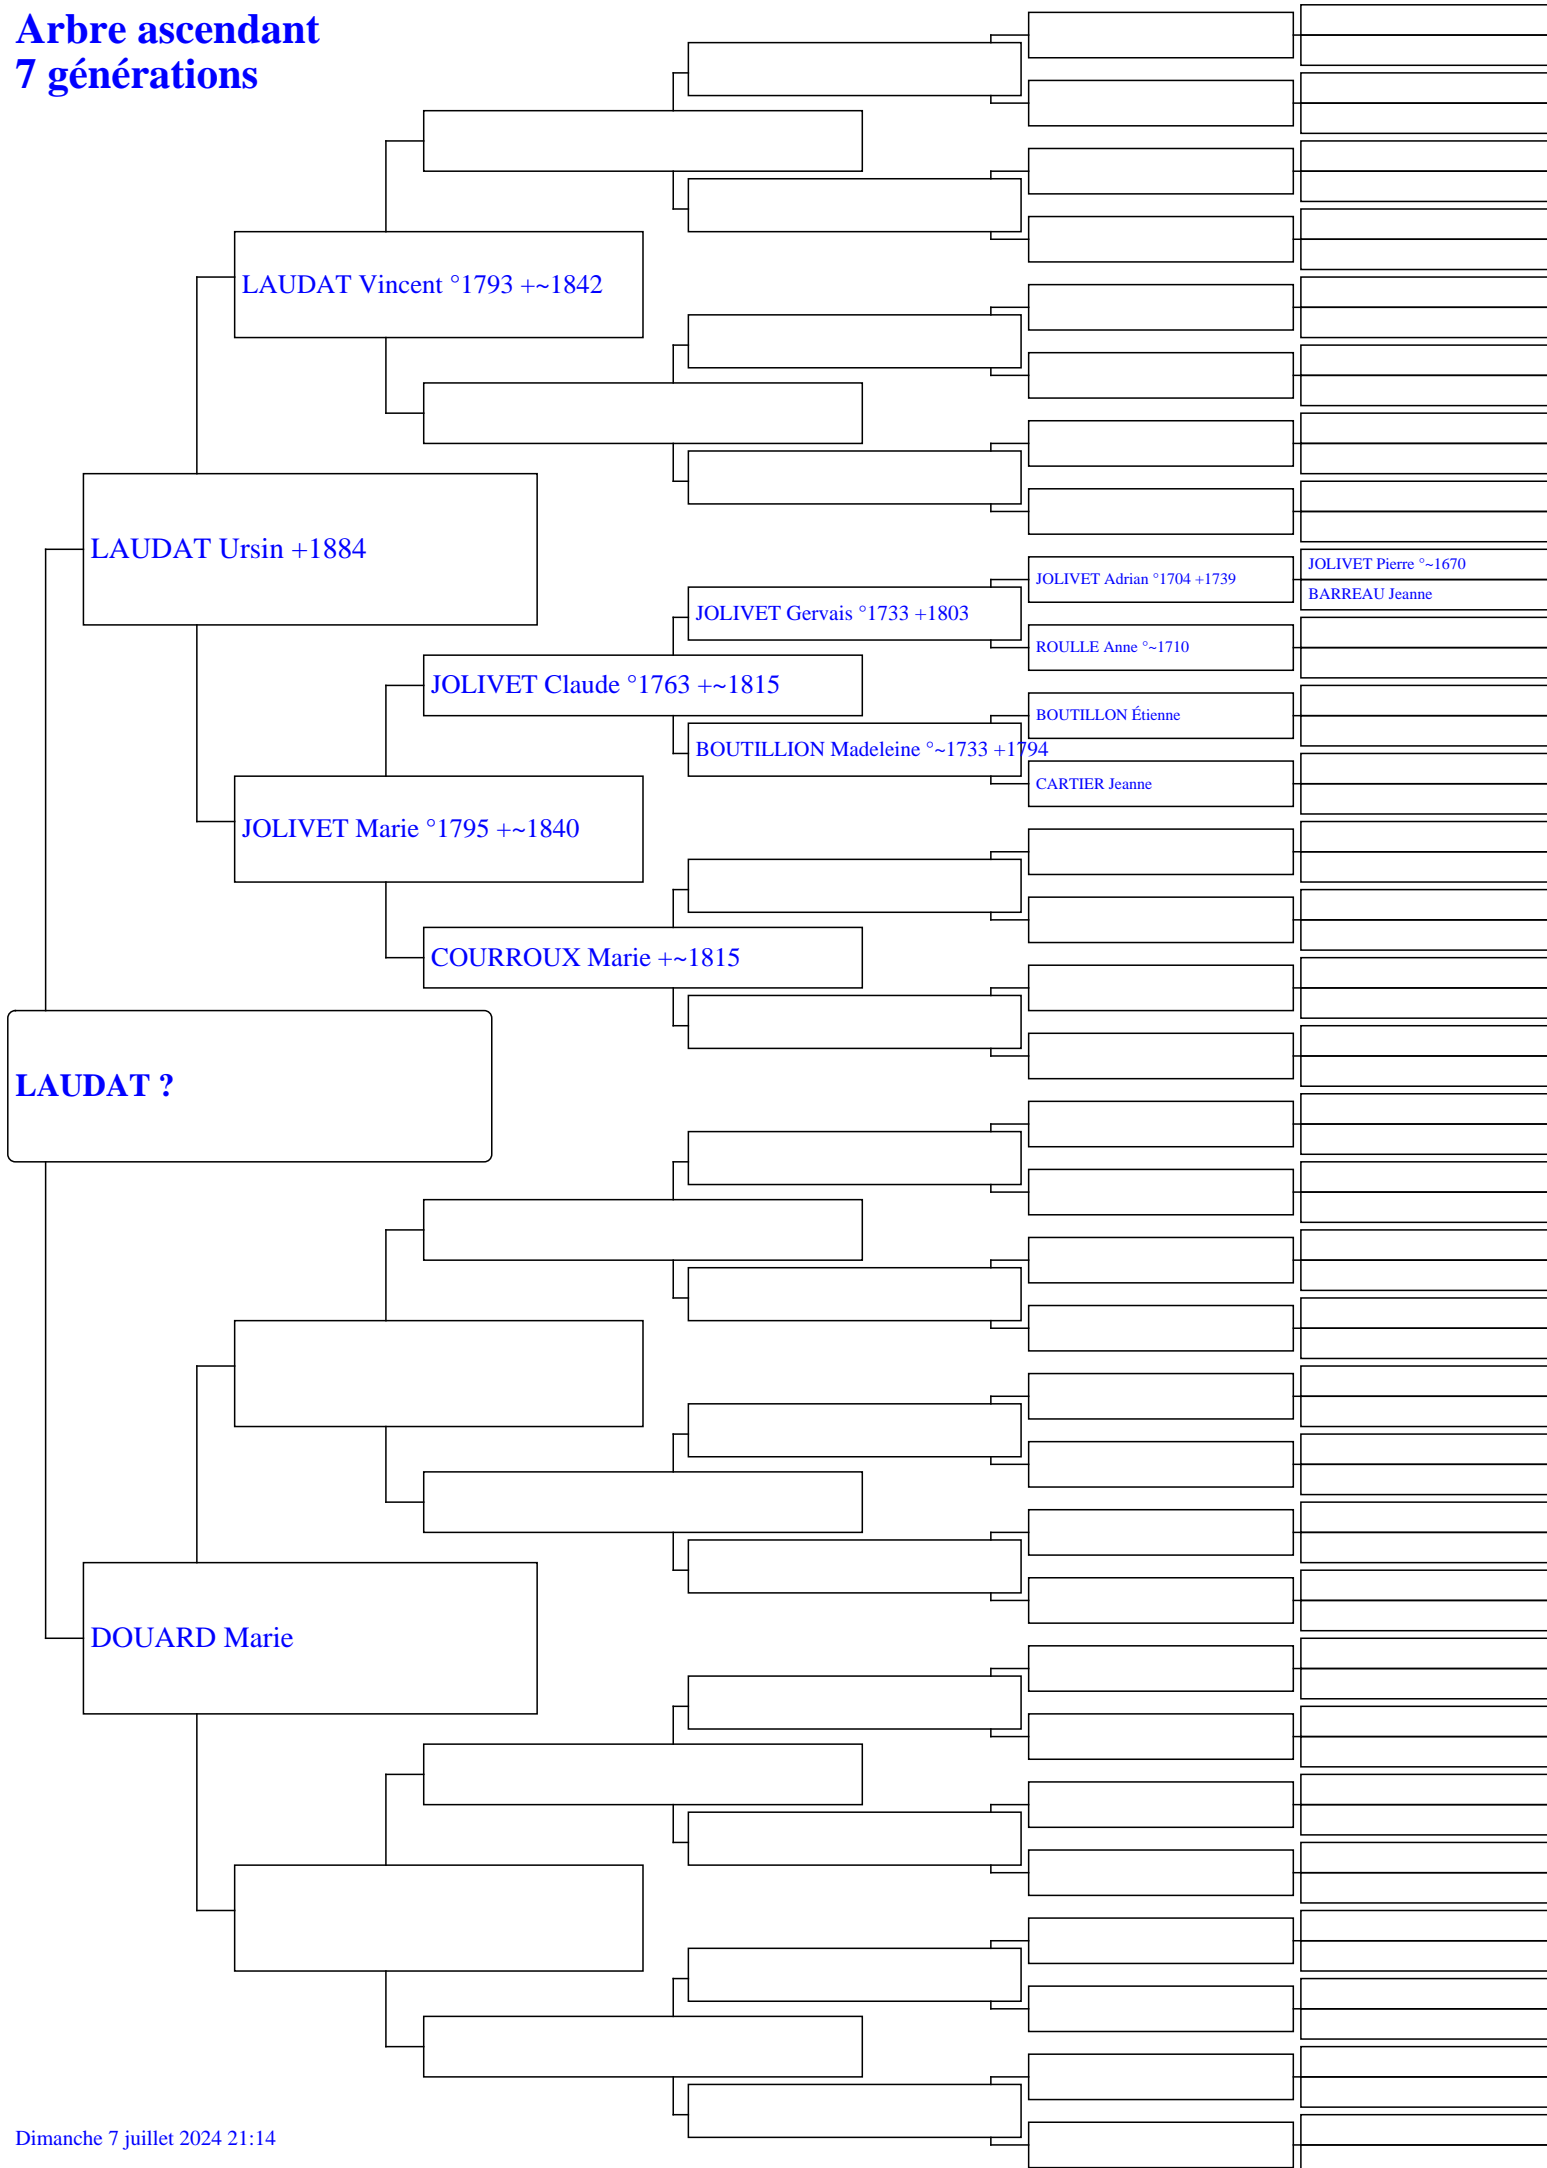 Arbre ascendant
7 générations
LAUDAT Vincent °1793 +~1842
LAUDAT Ursin +1884
JOLIVET Pierre °~1670
JOLIVET Adrian °1704 +1739
BARREAU Jeanne
JOLIVET Gervais °1733 +1803
ROULLE Anne °~1710
JOLIVET Claude °1763 +~1815
BOUTILLON Étienne
BOUTILLION Madeleine °~1733 +1794
CARTIER Jeanne
JOLIVET Marie °1795 +~1840
COURROUX Marie +~1815
LAUDAT ?
DOUARD Marie
Dimanche 7 juillet 2024 21:14